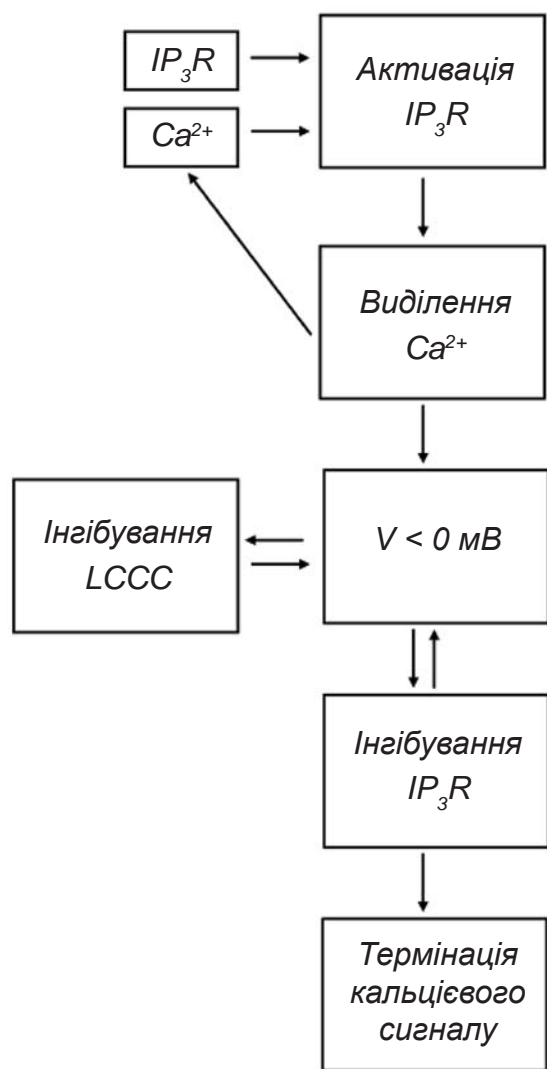 IP₃R
Активація
IP₃R
Ca²⁺
Виділення
Ca²⁺
Інгібування
LCCC
V < 0 мВ
Інгібування
IP₃R
Термінація
кальцієвого
сигналу